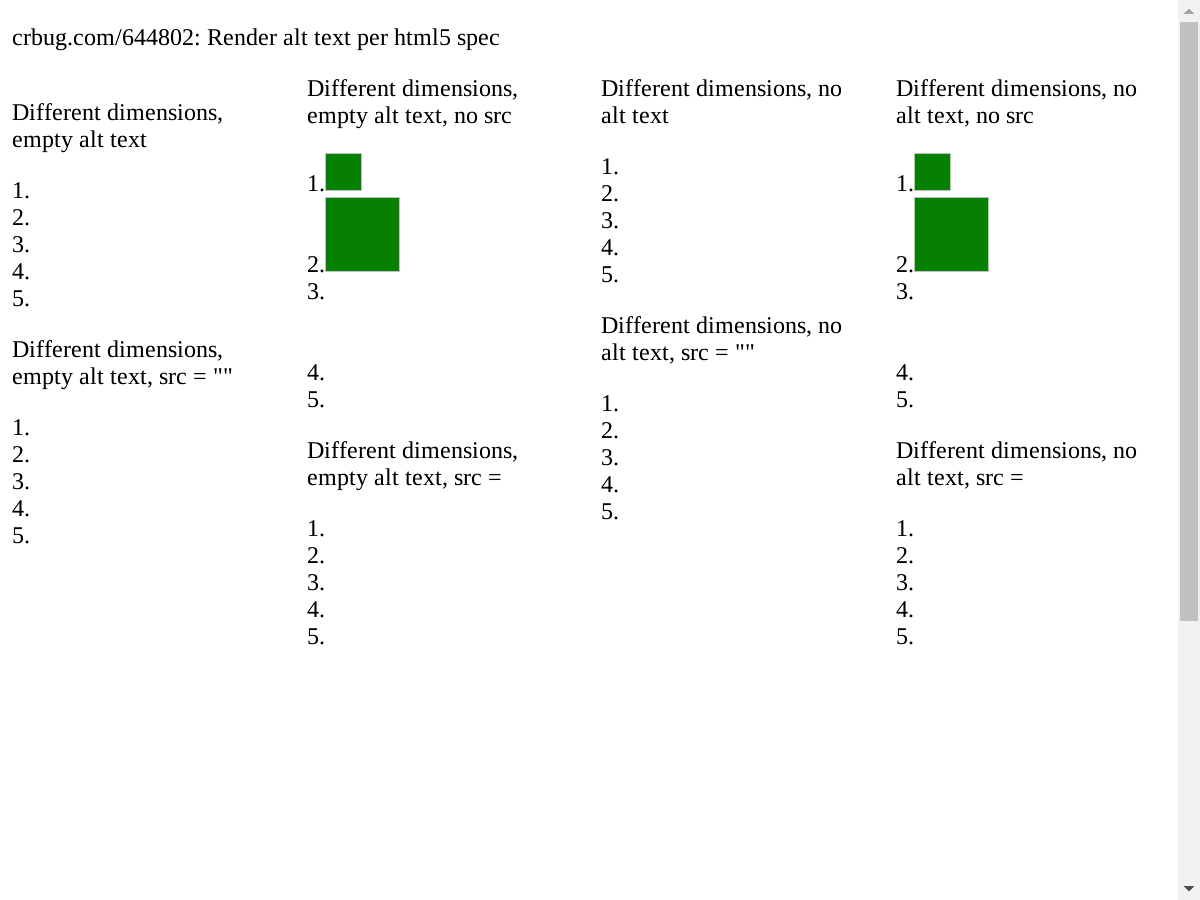 crbug.com/644802: Render alt text per html5 spec
Different dimensions,
empty alt text
1.
2.
3.
4.
5.
Different dimensions,
empty alt text, src = ""
1.
2.
3.
4.
5.
Different dimensions,
empty alt text, no src
1.
2.
3.
4.
5.
Different dimensions,
empty alt text, src =
1.
2.
3.
4.
5.
Different dimensions, no
alt text
1.
2.
3.
4.
5.
Different dimensions, no
alt text, src = ""
1.
2.
3.
4.
5.
Different dimensions, no
alt text, no src
1.
2.
3.
4.
5.
Different dimensions, no
alt text, src =
1.
2.
3.
4.
5.